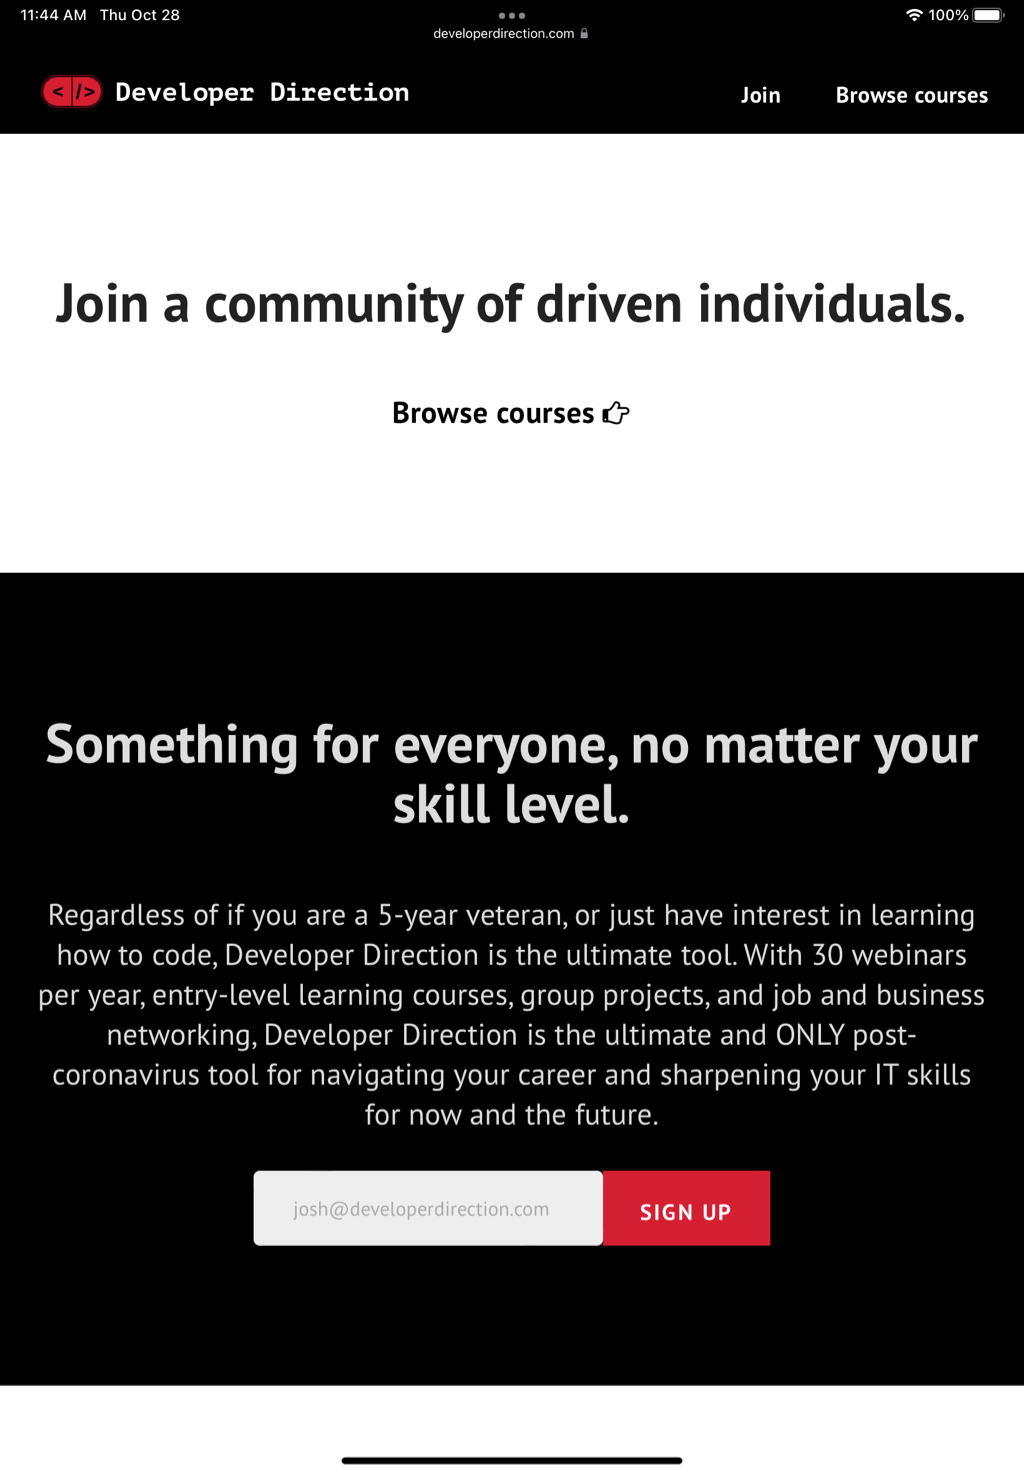 11:44 AM Thu Oct 28
100%
developerdirection.com
</> Developer Direction
Join Browse courses
Join a community of driven individuals.
Browse courses
Something for everyone, no matter your
skill level.
Regardless of if you are a 5-year veteran, or just have interest in learning
how to code, Developer Direction is the ultimate tool. With 30 webinars
per year, entry-level learning courses, group projects, and job and business
networking, Developer Direction is the ultimate and ONLY post-
coronavirus tool for navigating your career and sharpening your IT skills
for now and the future.
josh@developerdirection.com
SIGN UP